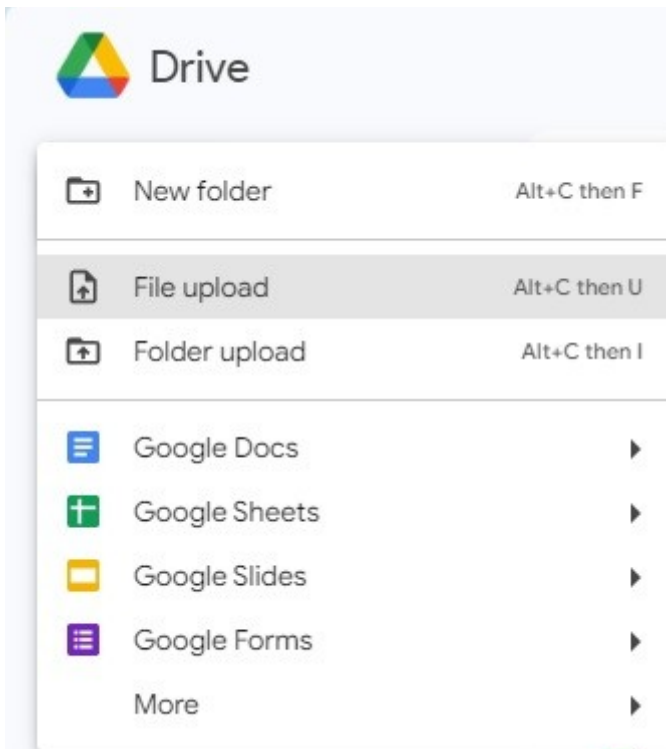 Drive
New folder Alt+C then F
File upload Alt+C then U
Folder upload Alt+C then I
Google Docs
Google Sheets
Google Slides
Google Forms
More